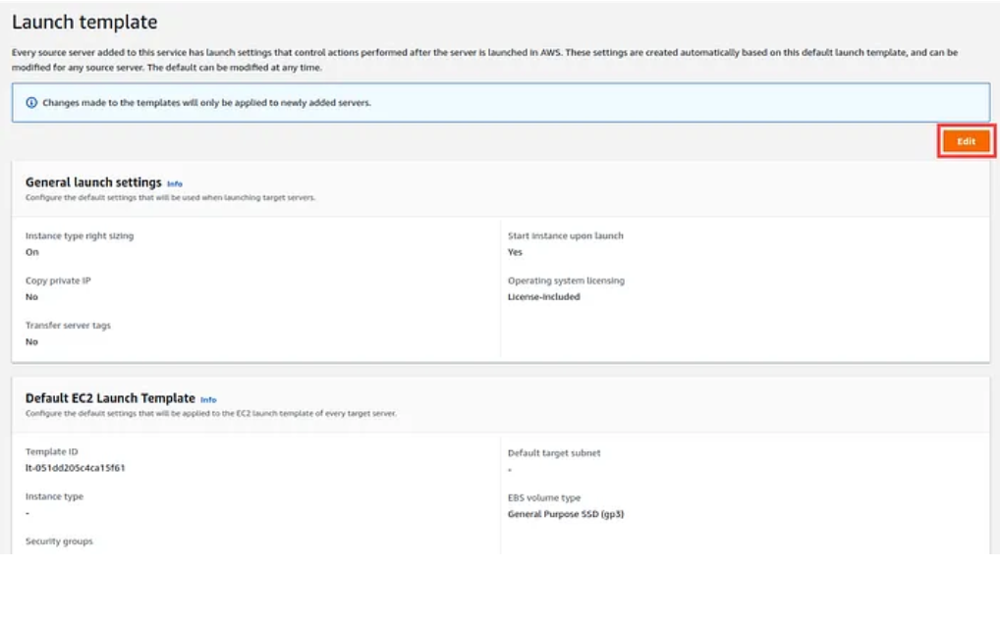 Launch template
Every source server added to this service has launch settings that control actions performed after the server is launched in AWS. These settings are created automatically based on this default launch template, and can be
modified for any source server. The default can be modified at any time.
Changes made to the templates will only be applied to newly added servers.
Edit
General launch settings Info
Configure the default settings that will be used when launching target servers.
Instance type right sizing
On
Copy private IP
No
Transfer server tags
No
Start instance upon launch
Yes
Operating system licensing
License-included
Default EC2 Launch Template Info
Configure the default settings that will be applied to the EC2 launch template of every target server.
Template ID
lt-051dd205c4ca15f61
Instance type
-
Security groups
Default target subnet
-
EBS volume type
General Purpose SSD (gp3)